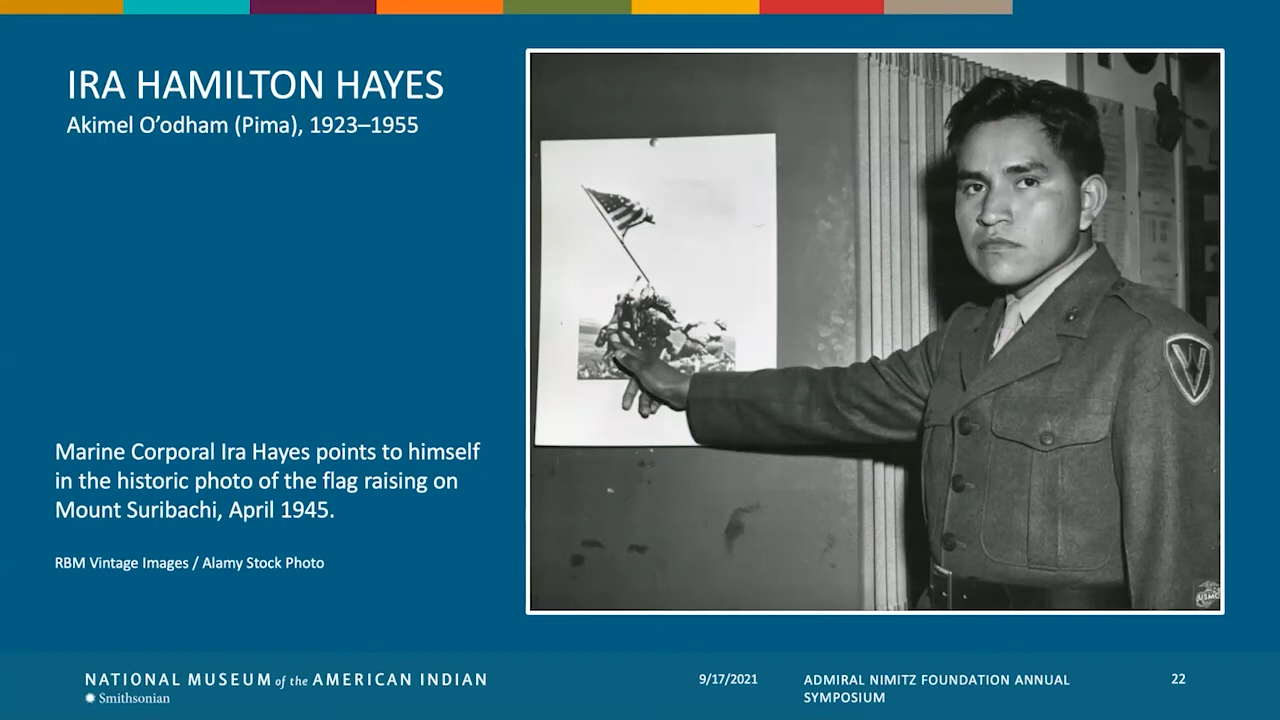 IRA HAMILTON HAYES
Akimel O’odham (Pima), 1923–1955
Marine Corporal Ira Hayes points to himself
in the historic photo of the flag raising on
Mount Suribachi, April 1945.
RBM Vintage Images / Alamy Stock Photo
USMC
NATIONAL MUSEUM of the AMERICAN INDIAN
Smithsonian
9/17/2021
ADMIRAL NIMITZ FOUNDATION ANNUAL
SYMPOSIUM
22